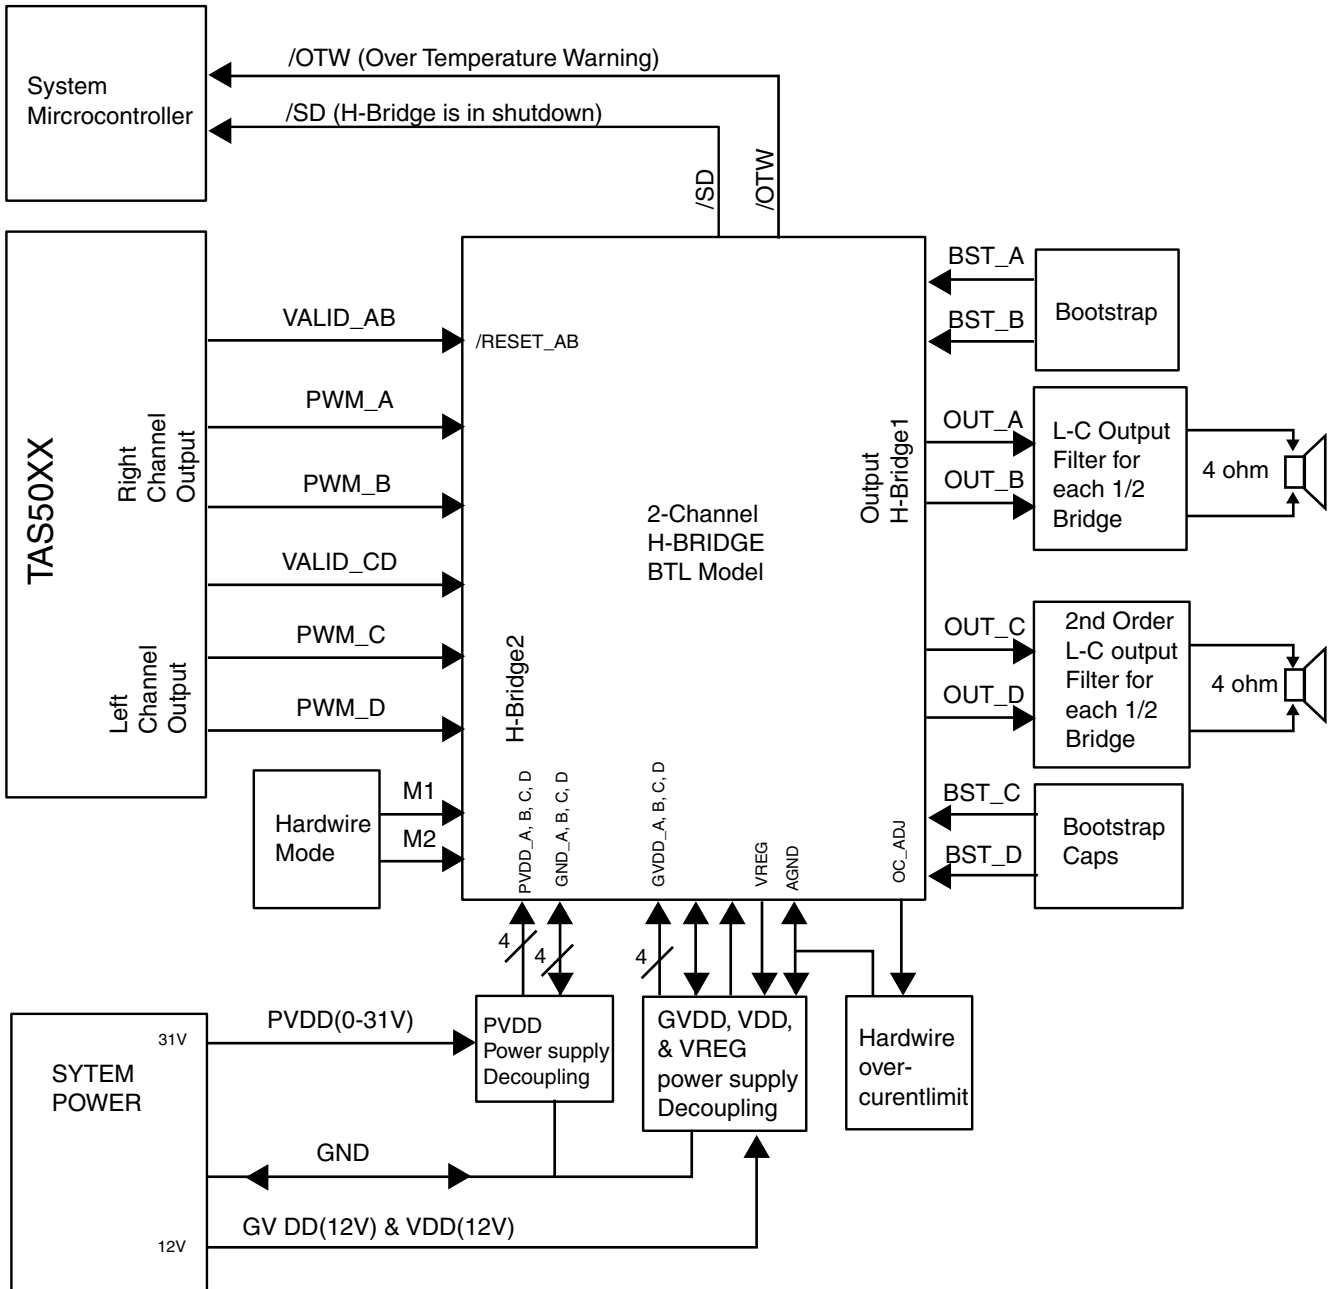 /OTW (Over Temperature Warning)
System
Mircrocontroller
/SD (H-Bridge is in shutdown)
/SD
/OTW
TAS50XX
Right
Channel
Output
Left
Channel
Output
VALID_AB
PWM_A
PWM_B
VALID_CD
PWM_C
PWM_D
/RESET_AB
2-Channel
H-BRIDGE
BTL Model
Output
H-Bridge1
H-Bridge2
BST_A
BST_B
Bootstrap
OUT_A
OUT_B
L-C Output
Filter for
each 1/2
Bridge
4 ohm
OUT_C
OUT_D
2nd Order
L-C output
Filter for
each 1/2
Bridge
4 ohm
BST_C
BST_D
Bootstrap
Caps
Hardwire
Mode
M1
M2
PVDD_A, B, C, D
GND_A, B, C, D
GVDD_A, B, C, D
VREG
AGND
OC_ADJ
4
4
4
PVDD
Power supply
Decoupling
GVDD, VDD,
& VREG
power supply
Decoupling
Hardwire
over-
curentlimit
SYTEM
POWER
31V
PVDD(0-31V)
GND
12V
GV DD(12V) & VDD(12V)